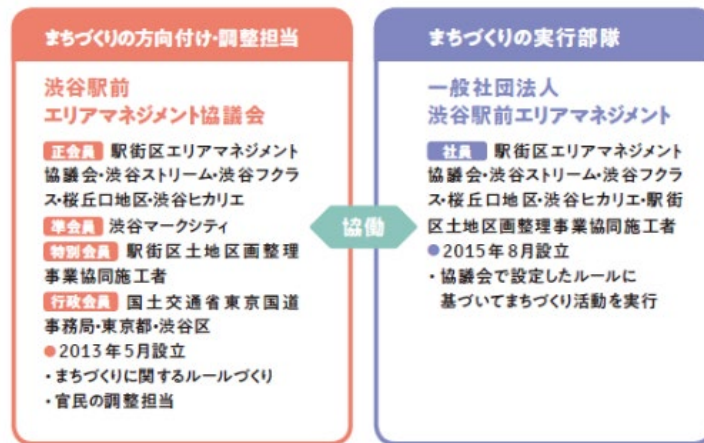 まちづくりの方向付け・調整担当
渋谷駅前
エリアマネジメント協議会
正会員 駅街区エリアマネジメント
協議会・渋谷ストリーム・渋谷フクラ
ス・桜丘口地区・渋谷ヒカリエ
準会員 渋谷マークシティ
特別会員 駅街区土地区画整理
事業協同施工者
行政会員 国土交通省東京国道
事務局・東京都・渋谷区
●2013年5月設立
・まちづくりに関するルールづくり
・官民の調整担当
協働
まちづくりの実行部隊
一般社団法人
渋谷駅前エリアマネジメント
社員 駅街区エリアマネジメント
協議会・渋谷ストリーム・渋谷フクラ
ス・桜丘口地区・渋谷ヒカリエ・駅街
区土地区画整理事業協同施工者
●2015年8月設立
・協議会で設定したルールに
基づいてまちづくり活動を実行